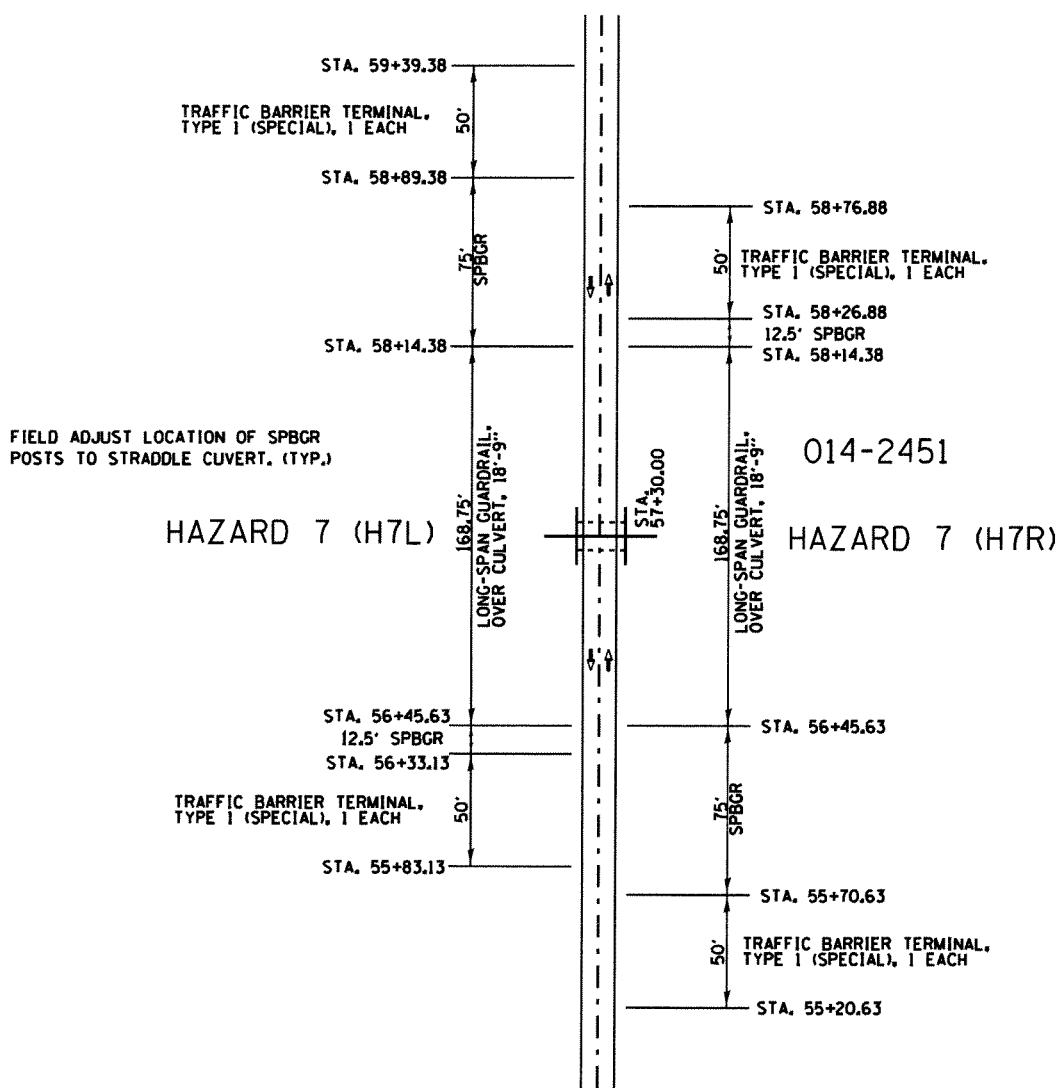 STA. 59+39.38
TRAFFIC BARRIER TERMINAL,
TYPE 1 (SPECIAL), 1 EACH
50'
STA. 58+89.38
75'
SPBGR
STA. 58+14.38
FIELD ADJUST LOCATION OF SPBGR
POSTS TO STRADDLE CUVERT. (TYP.)
HAZARD 7 (H7L)
168.75'
LONG-SPAN GUARDRAIL,
OVER CULVERT, 18'-9"
STA. 56+45.63
12.5' SPBGR
STA. 56+33.13
TRAFFIC BARRIER TERMINAL,
TYPE 1 (SPECIAL), 1 EACH
50'
STA. 55+83.13
STA.
57+30.00
STA. 58+76.88
50'
TRAFFIC BARRIER TERMINAL,
TYPE 1 (SPECIAL), 1 EACH
STA. 58+26.88
12.5' SPBGR
STA. 58+14.38
014-2451
168.75'
LONG-SPAN GUARDRAIL,
OVER CULVERT, 18'-9"
HAZARD 7 (H7R)
STA. 56+45.63
75'
SPBGR
STA. 55+70.63
50'
TRAFFIC BARRIER TERMINAL,
TYPE 1 (SPECIAL), 1 EACH
STA. 55+20.63